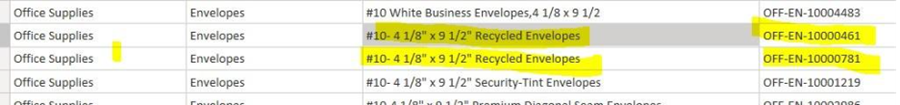 Office Supplies Envelopes #10 White Business Envelopes,4 1/8 x 9 1/2 OFF-EN-10004483
Office Supplies Envelopes #10- 4 1/8" x 9 1/2" Recycled Envelopes OFF-EN-10000461
Office Supplies Envelopes #10- 4 1/8" x 9 1/2" Recycled Envelopes OFF-EN-10000781
Office Supplies Envelopes #10- 4 1/8" x 9 1/2" Security-Tint Envelopes OFF-EN-10001219
Office Supplies Envelopes #10-4 1/8" x 9 1/2" Premium Diagonal Seam Envelopes